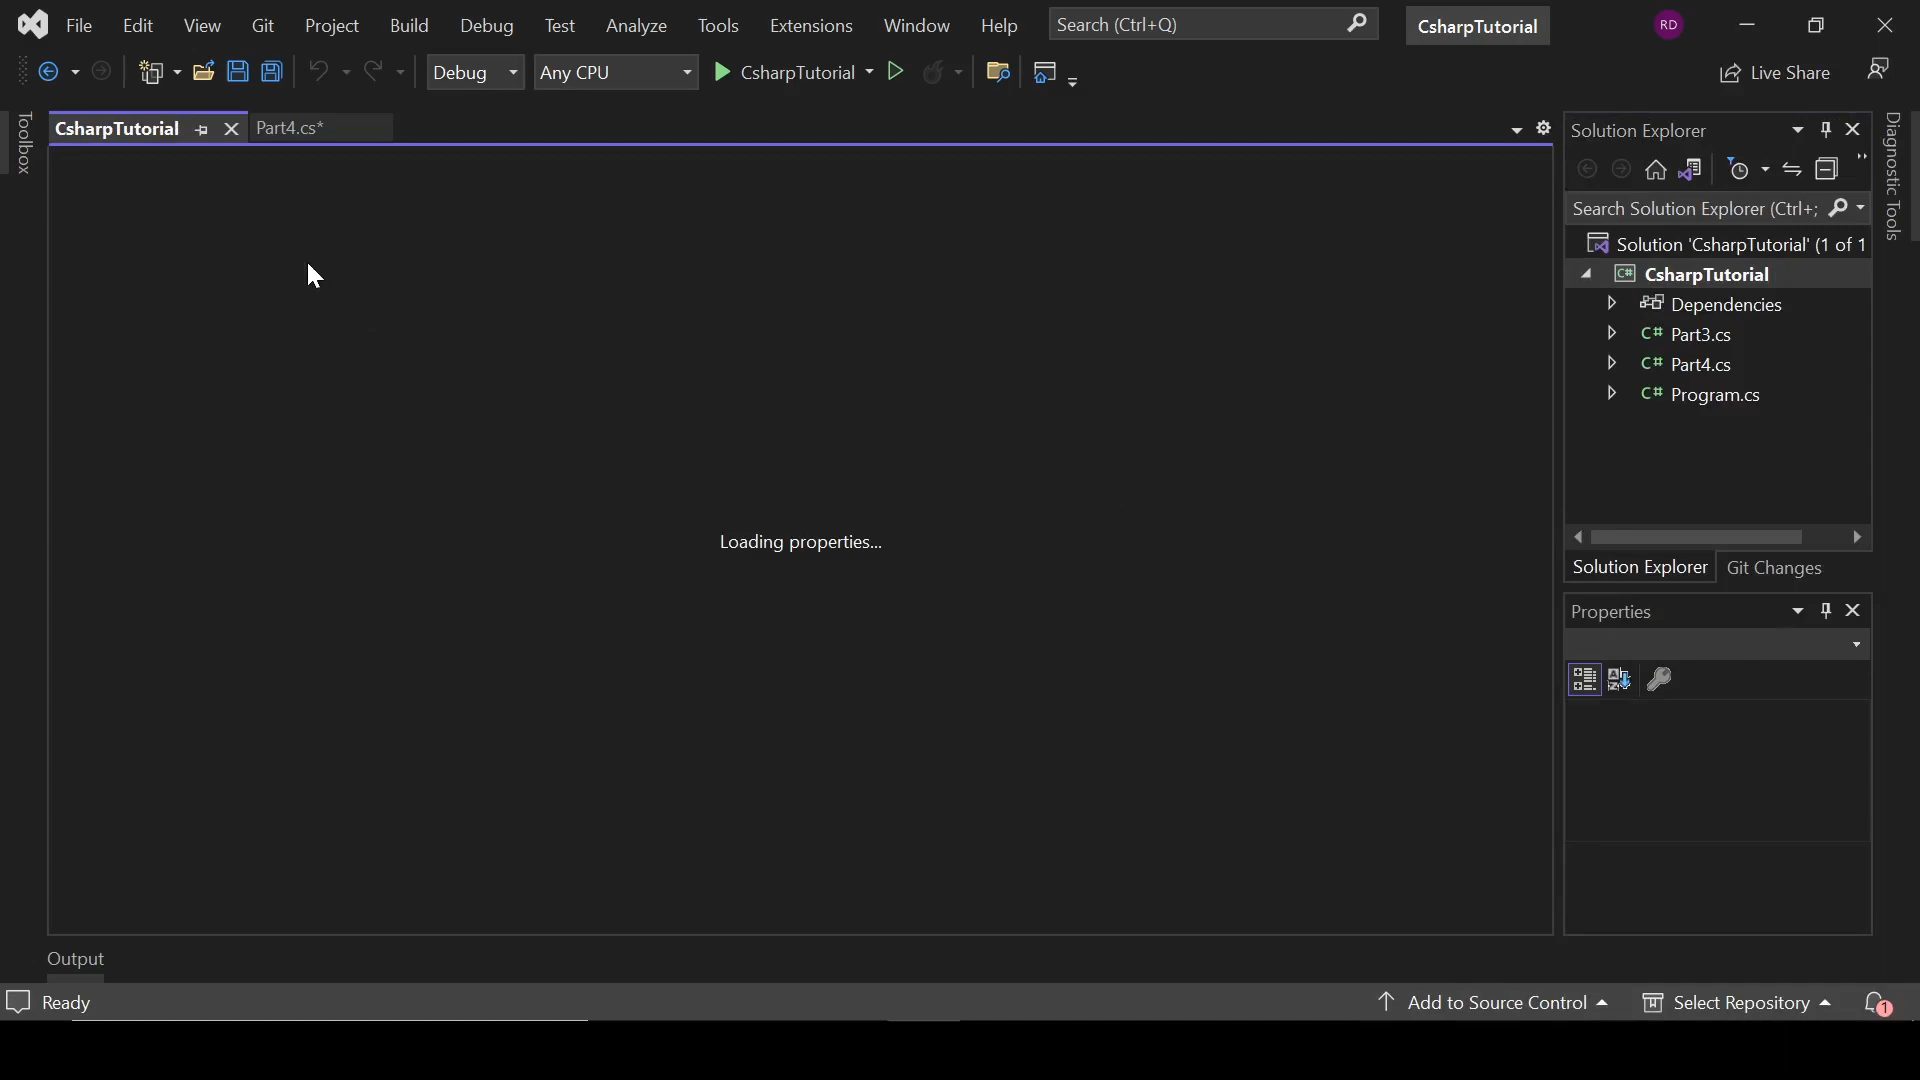 File Edit View Git Project Build Debug Test Analyze Tools Extensions Window Help Search (Ctrl+Q) CsharpTutorial RD
Debug Any CPU CsharpTutorial Live Share
Toolbox
CsharpTutorial Part4.cs*
Loading properties...
Solution Explorer
Search Solution Explorer (Ctrl+;
Solution 'CsharpTutorial' (1 of 1
C# CsharpTutorial
Dependencies
C# Part3.cs
C# Part4.cs
C# Program.cs
Solution Explorer Git Changes
Properties
Diagnostic Tools
Output
Ready Add to Source Control Select Repository 1